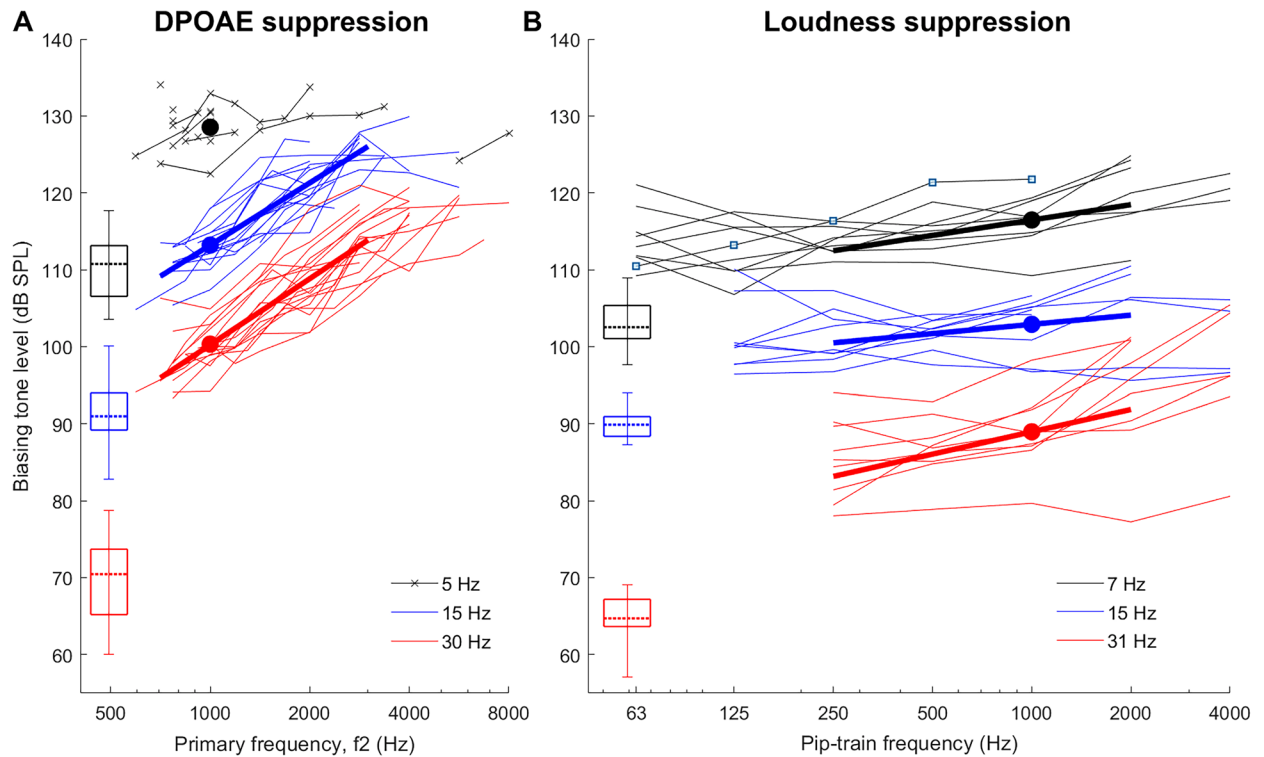 A DPOAE suppression
B Loudness suppression
Biasing tone level (dB SPL)
140
130
120
110
100
90
80
70
60
5 Hz
15 Hz
30 Hz
500 1000 2000 4000 8000
Primary frequency, f2 (Hz)
140
130
120
110
100
90
80
70
60
7 Hz
15 Hz
31 Hz
63 125 250 500 1000 2000 4000
Pip-train frequency (Hz)